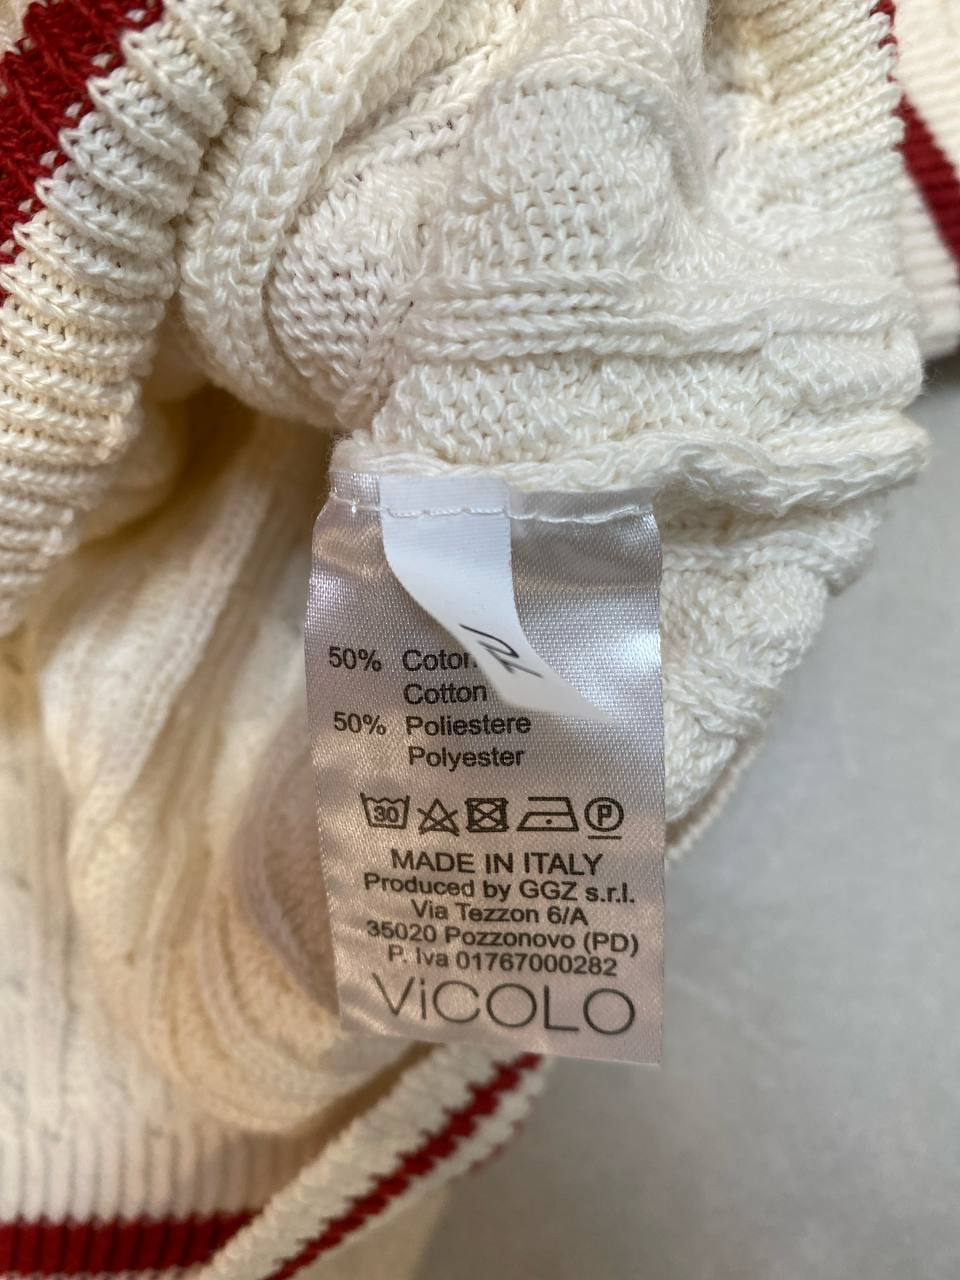 TU
50% Coton
Cotton
50% Poliestere
Polyester
30 P
MADE IN ITALY
Produced by GGZ s.r.l.
Via Tezzon 6/A
35020 Pozzonovo (PD)
P. Iva 01767000282
ViCOLO